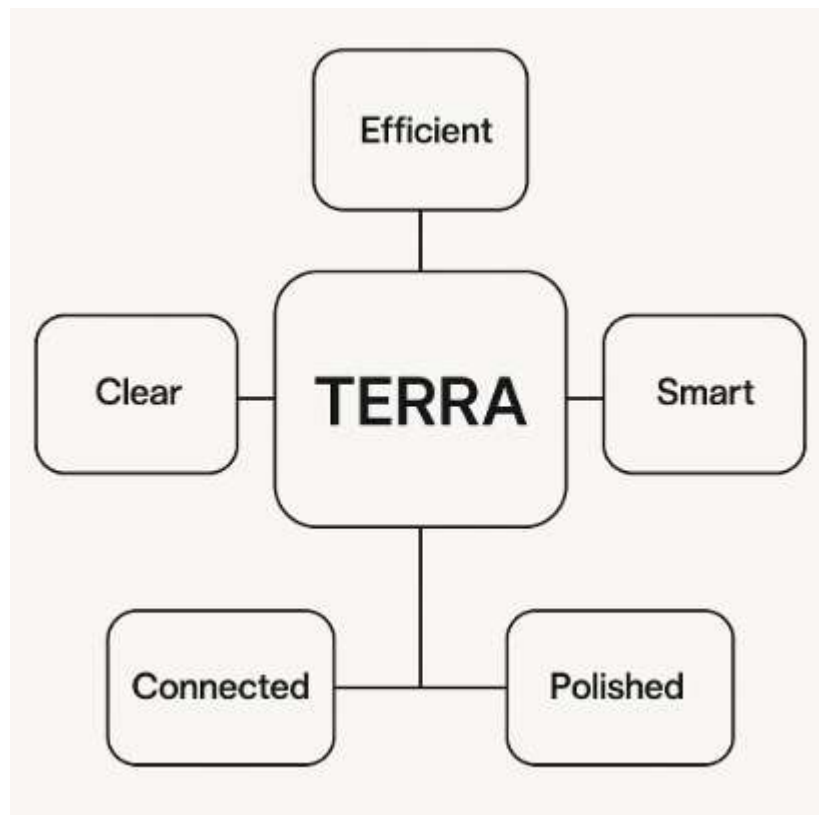 Efficient
Clear
TERRA
Smart
Connected
Polished